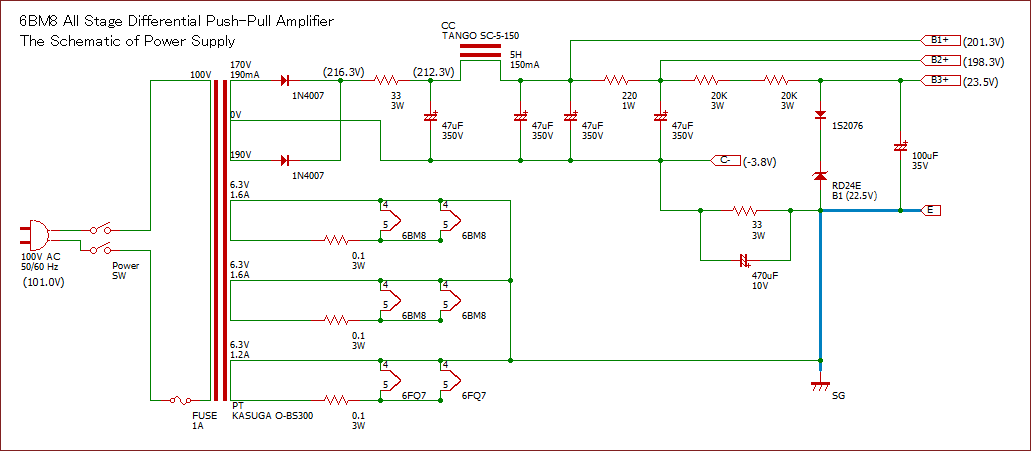 6BM8 All Stage Differential Push-Pull Amplifier
The Schematic of Power Supply
CC
TANGO SC-5-150
5H
150mA
B1+ (201.3V)
B2+ (198.3V)
B3+ (23.5V)
100V
170V
190mA
1N4007
(216.3V)
33
3W
(212.3V)
220
1W
20K
3W
20K
3W
0V
47uF
350V
47uF
350V
47uF
350V
47uF
350V
1S2076
100uF
35V
190V
1N4007
C- (-3.8V)
RD24E
B1 (22.5V)
6.3V
1.6A
4
5
6BM8
4
5
6BM8
0.1
3W
33
3W
E
470uF
10V
100V AC
50/60 Hz
(101.0V)
Power
SW
6.3V
1.6A
4
5
6BM8
4
5
6BM8
0.1
3W
6.3V
1.2A
4
5
6FQ7
4
5
6FQ7
0.1
3W
SG
FUSE
1A
PT
KASUGA O-BS300